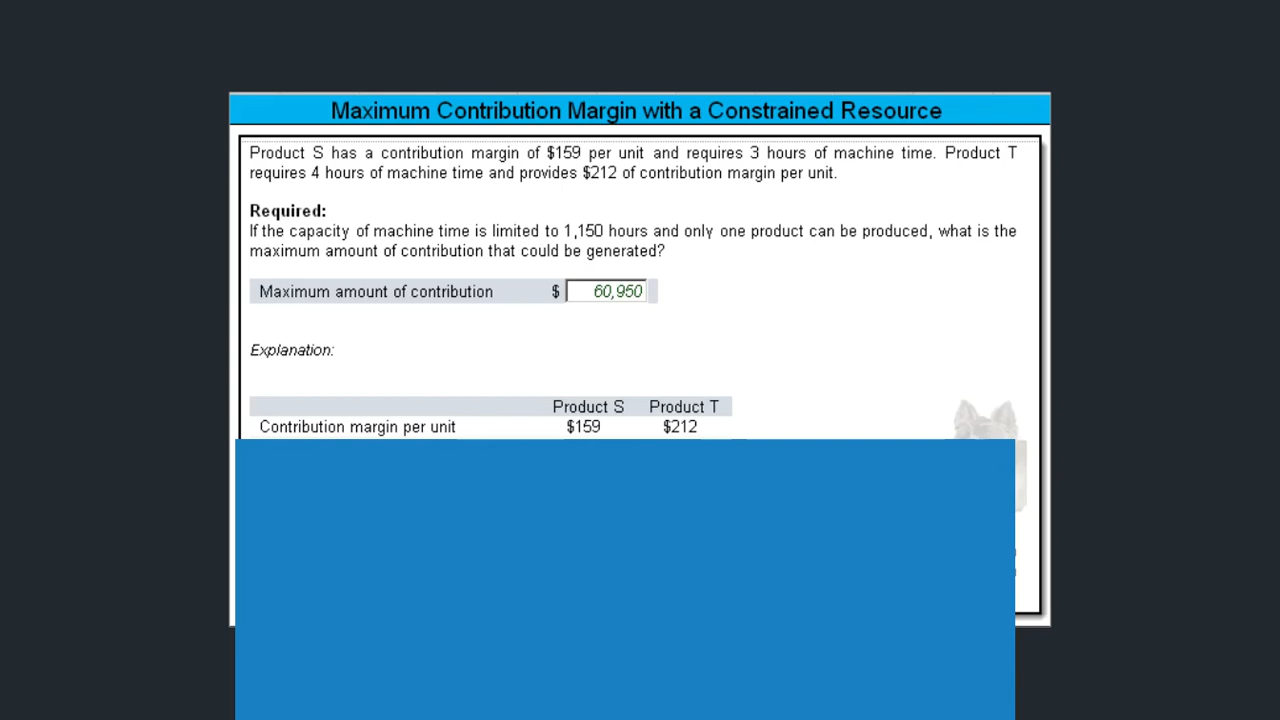 Maximum Contribution Margin with a Constrained Resource
Product S has a contribution margin of $159 per unit and requires 3 hours of machine time. Product T
requires 4 hours of machine time and provides $212 of contribution margin per unit.
Required:
If the capacity of machine time is limited to 1,150 hours and only one product can be produced, what is the
maximum amount of contribution that could be generated?
Maximum amount of contribution $ 60,950
Explanation:
Product S Product T
Contribution margin per unit $159 $212